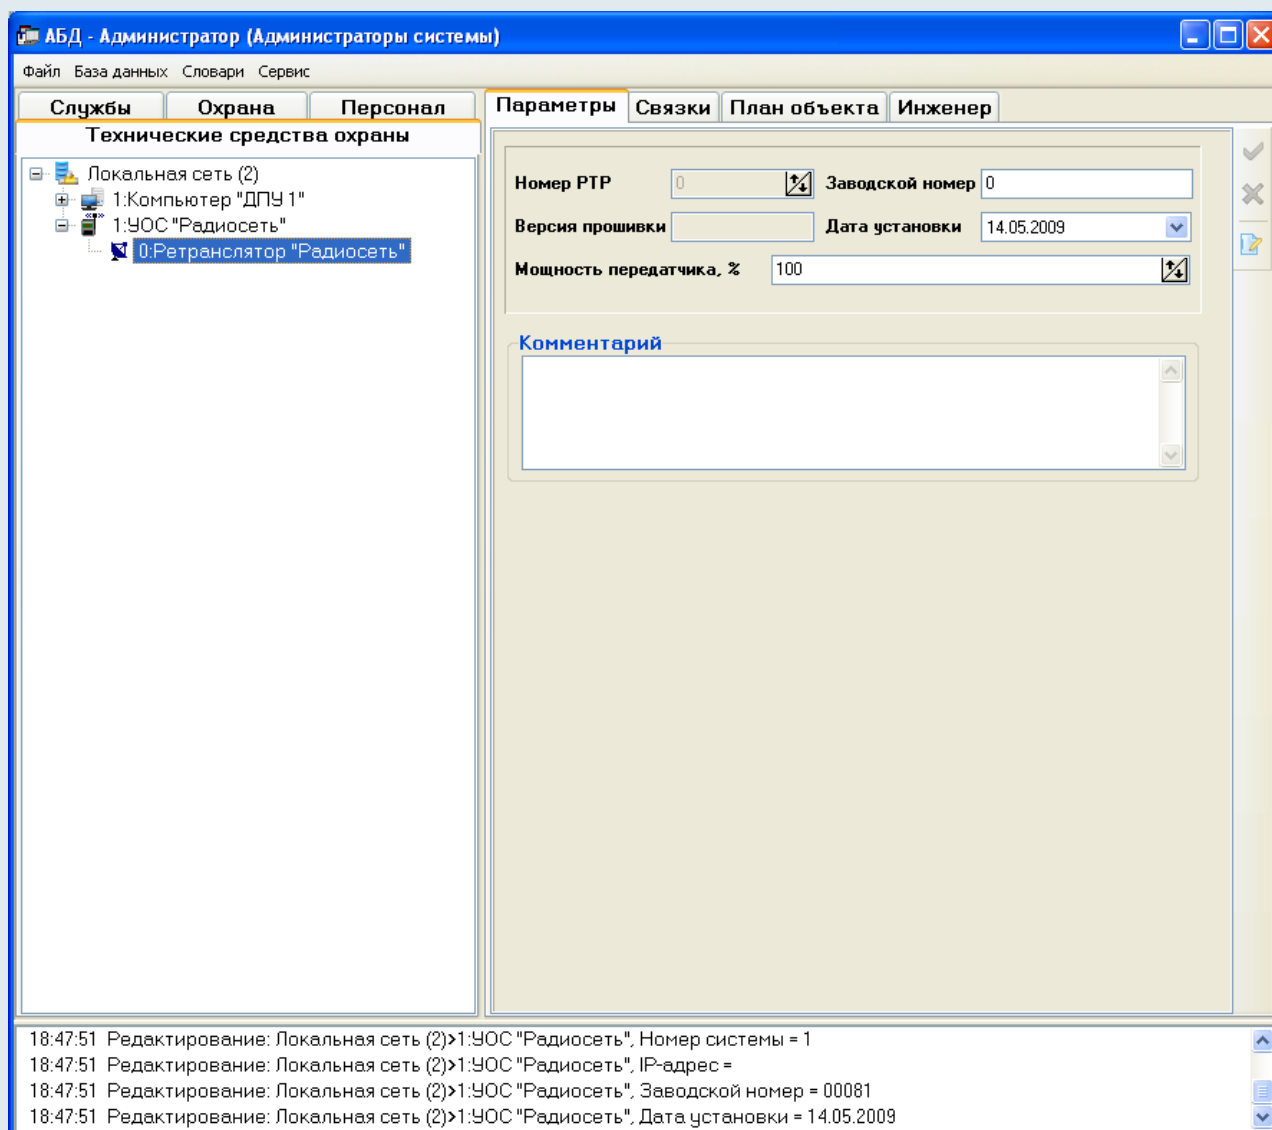 АБД - Администратор (Администраторы системы)
Файл База данных Словари Сервис
Службы Охрана Персонал
Технические средства охраны
Локальная сеть (2)
1:Компьютер "ДПУ 1"
1:УОС "Радиосеть"
0:Ретранслятор "Радиосеть"
Параметры Связки План объекта Инженер
Номер РТР 0 Заводской номер 0
Версия прошивки Дата установки 14.05.2009
Мощность передатчика, % 100
Комментарий
18:47:51 Редактирование: Локальная сеть (2)>1:УОС "Радиосеть", Номер системы = 1
18:47:51 Редактирование: Локальная сеть (2)>1:УОС "Радиосеть", IP-адрес =
18:47:51 Редактирование: Локальная сеть (2)>1:УОС "Радиосеть", Заводской номер = 00081
18:47:51 Редактирование: Локальная сеть (2)>1:УОС "Радиосеть", Дата установки = 14.05.2009